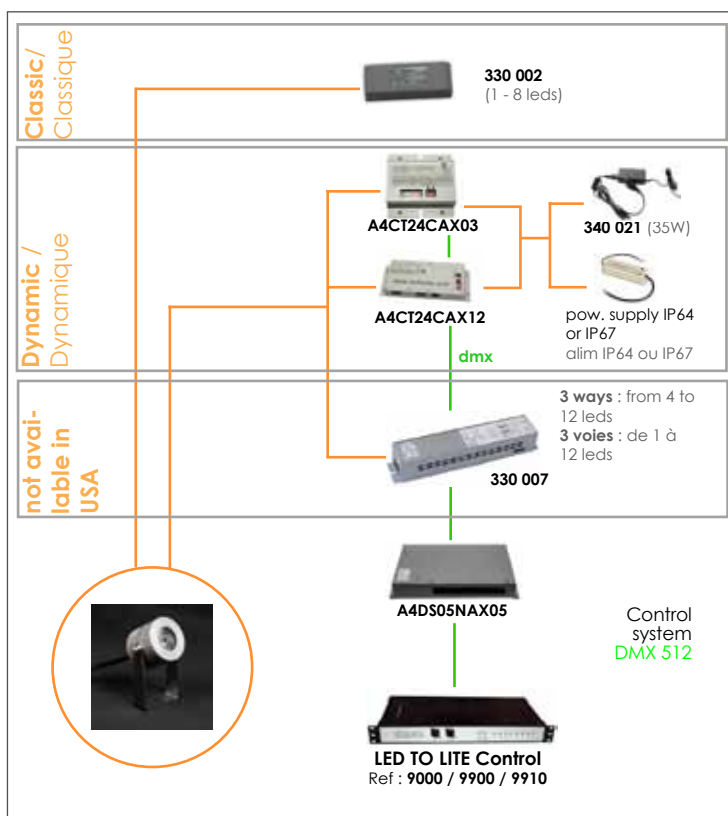 Classic/
Classique
330 002
(1 - 8 leds)
Dynamic /
Dynamique
A4CT24CAX03
340 021 (35W)
A4CT24CAX12
pow. supply IP64
or IP67
alim IP64 ou IP67
dmx
not avai-
lable in
USA
3 ways : from 4 to
12 leds
3 voies : de 1 à
12 leds
330 007
A4DS05NAX05
Control
system
DMX 512
LED TO LITE Control
Ref : 9000 / 9900 / 9910